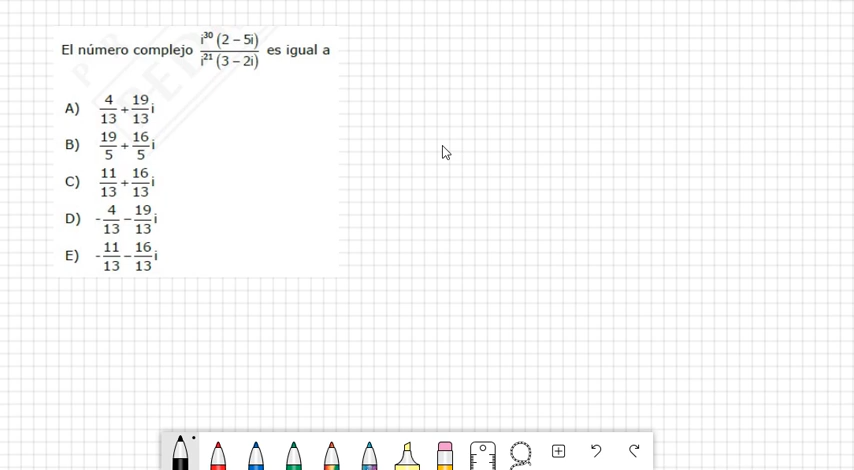 El número complejo i³⁰ (2 – 5i) / i²¹ (3 – 2i) es igual a
A) 4/13 + 19/13 i
B) 19/5 + 16/5 i
C) 11/13 + 16/13 i
D) -4/13 – 19/13 i
E) -11/13 – 16/13 i